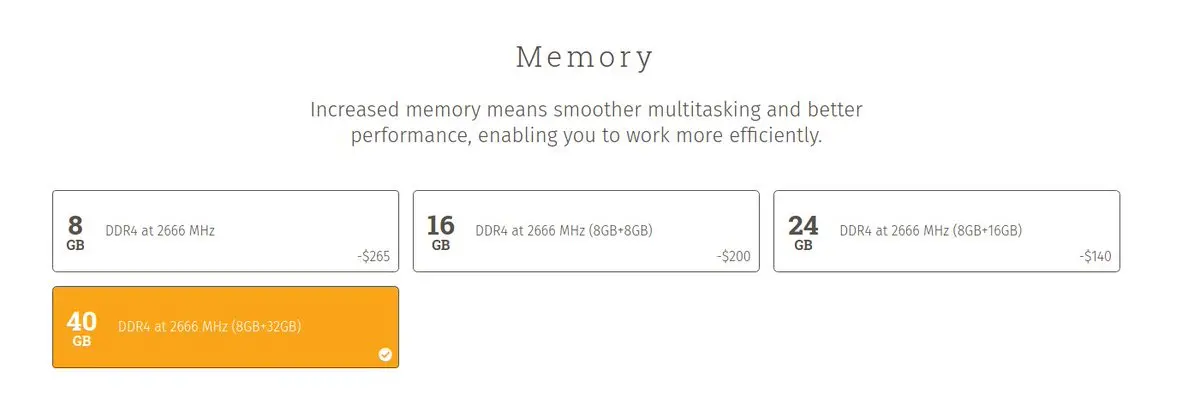 Memory
Increased memory means smoother multitasking and better
performance, enabling you to work more efficiently.
8
GB
DDR4 at 2666 MHz
-$265
16
GB
DDR4 at 2666 MHz (8GB+8GB)
-$200
24
GB
DDR4 at 2666 MHz (8GB+16GB)
-$140
40
GB
DDR4 at 2666 MHz (8GB+32GB)